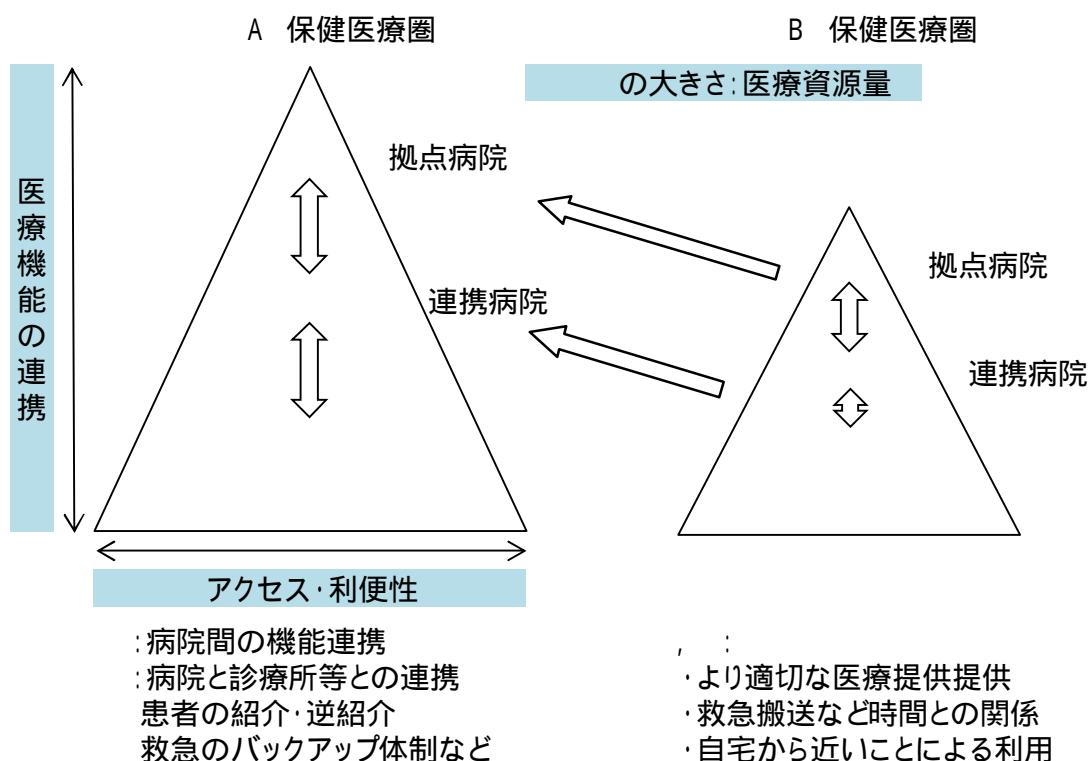 A 保健医療圏
B 保健医療圏
の大きさ:医療資源量
医療機能の連携
拠点病院
連携病院
拠点病院
連携病院
アクセス・利便性
:病院間の機能連携
:病院と診療所等との連携
患者の紹介・逆紹介
救急のバックアップ体制など
, :
・より適切な医療提供提供
・救急搬送など時間との関係
・自宅から近いことによる利用